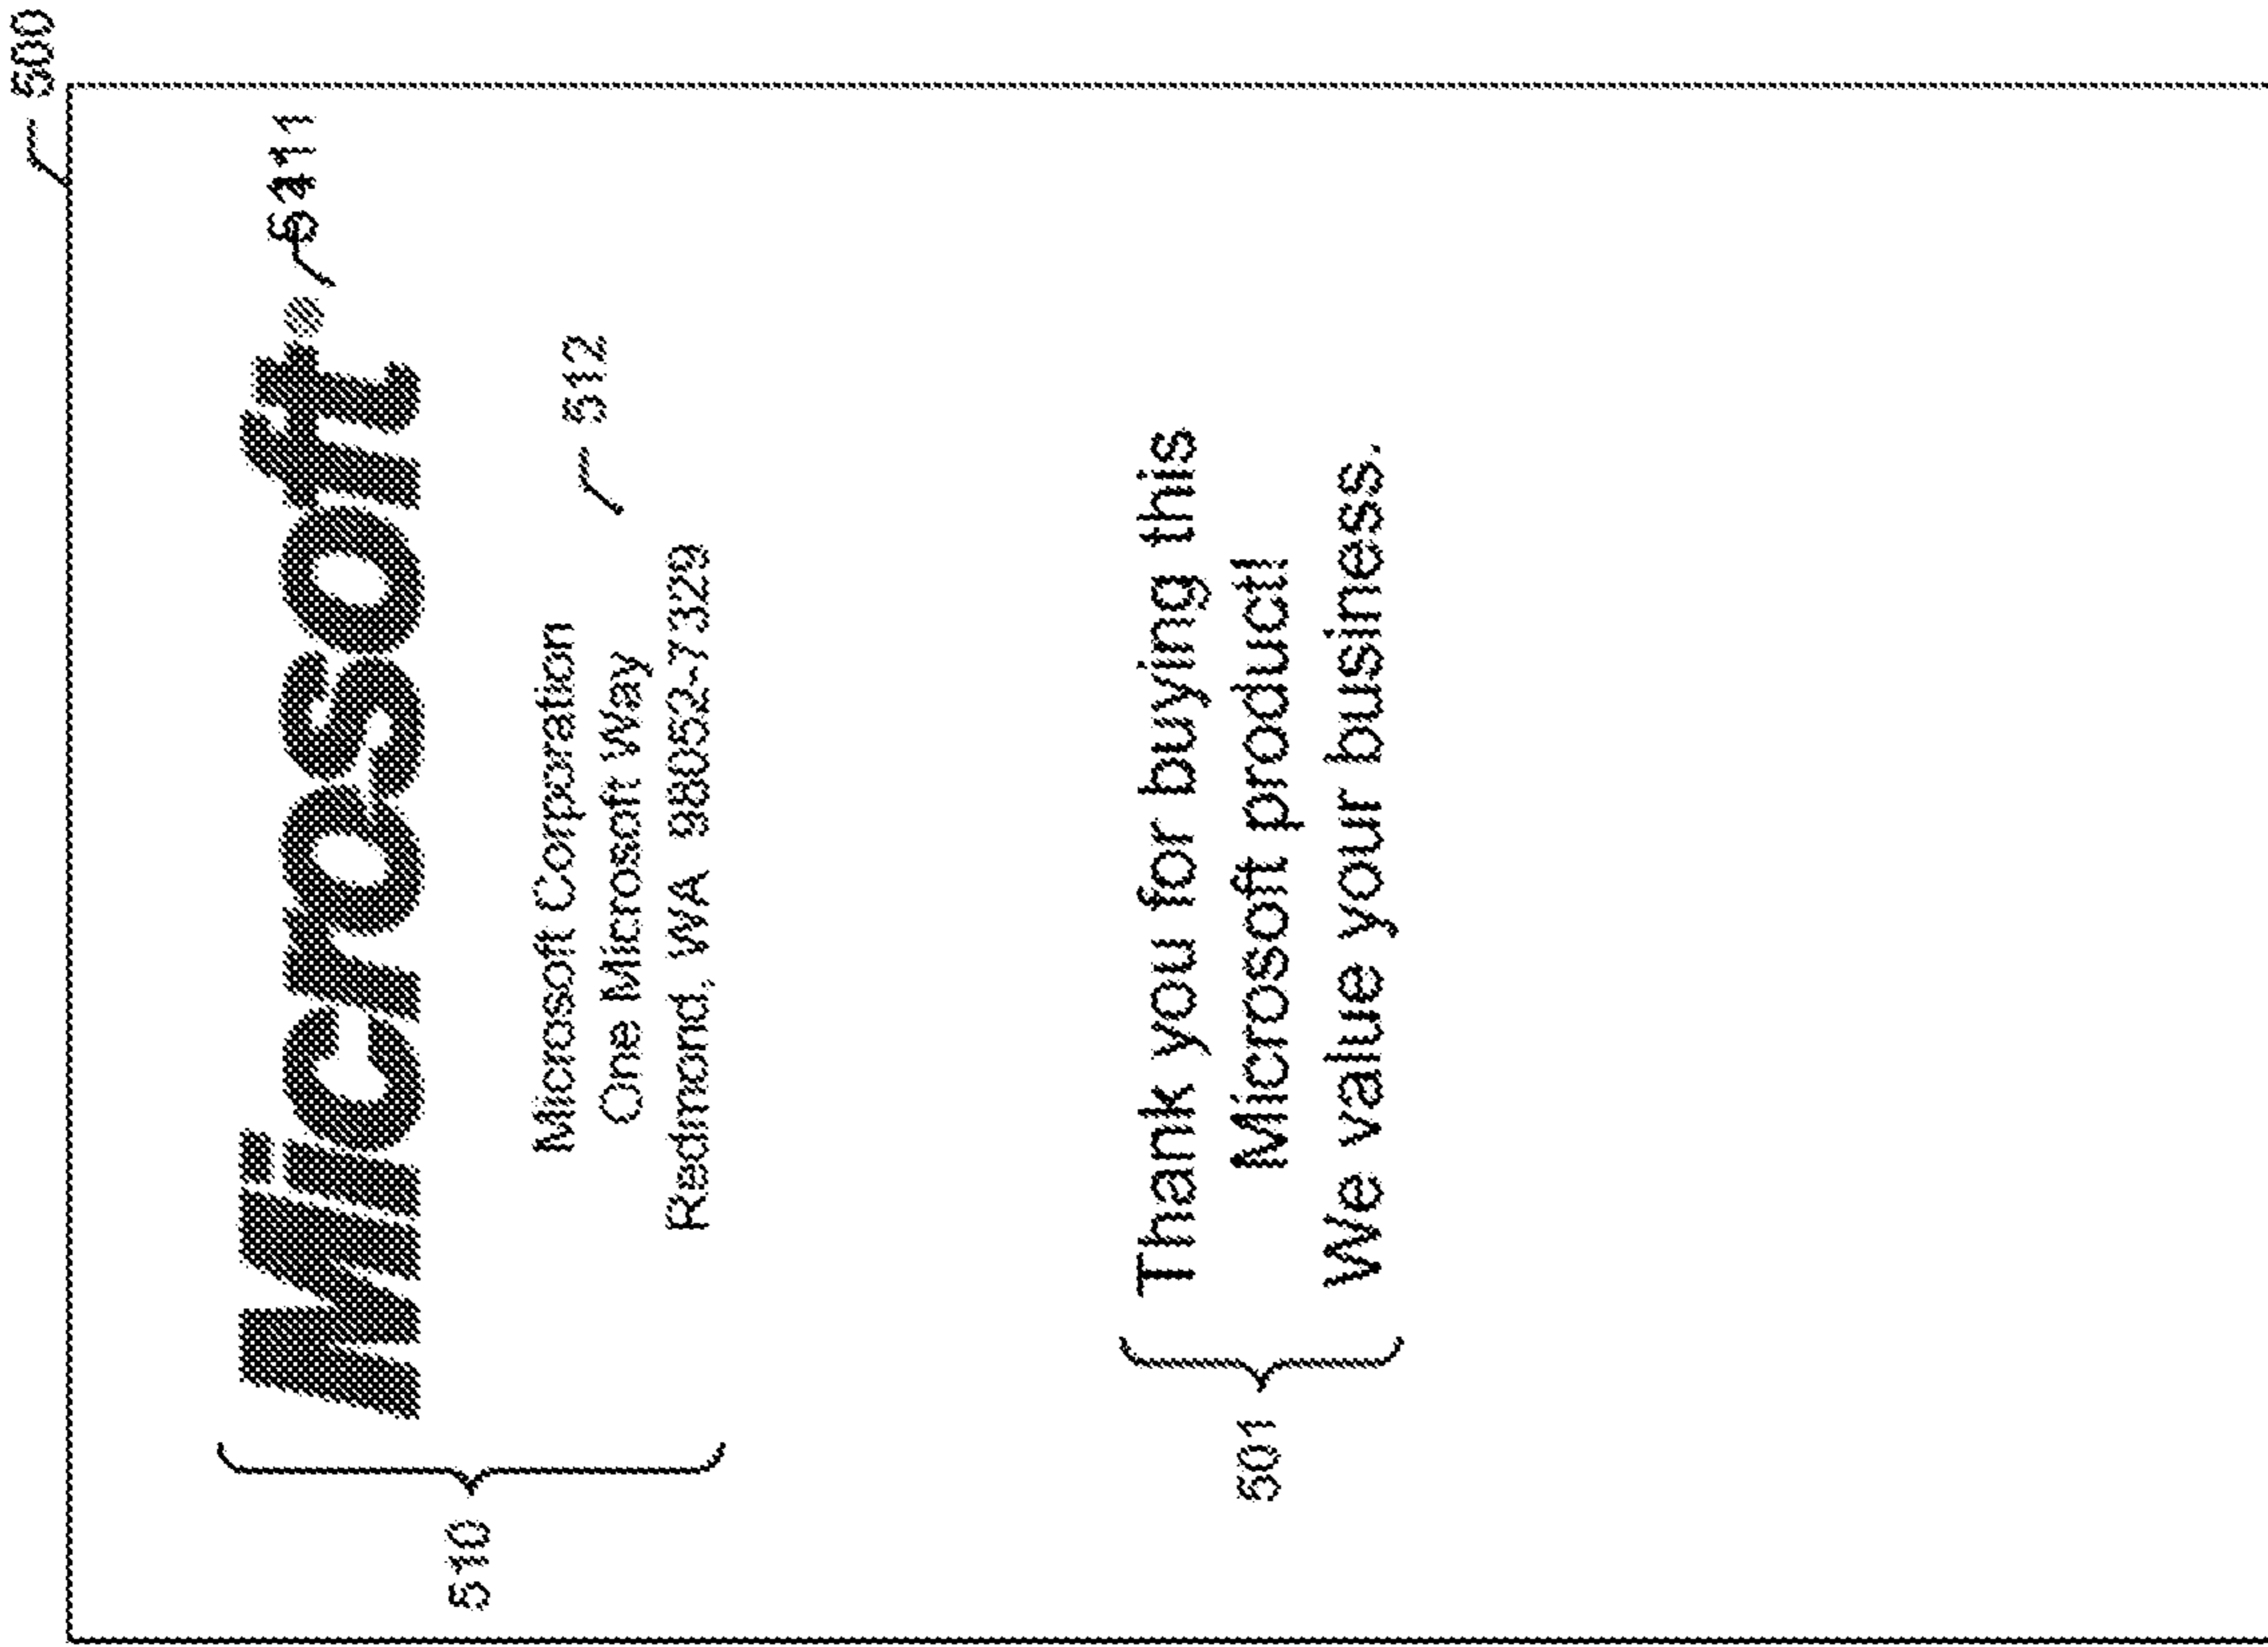 500
Microsoft
510
Microsoft Corporation
512
One Microsoft Way
Redmond, WA 98052-7329
Thank you for buying this
501
Microsoft product!
We value your business.